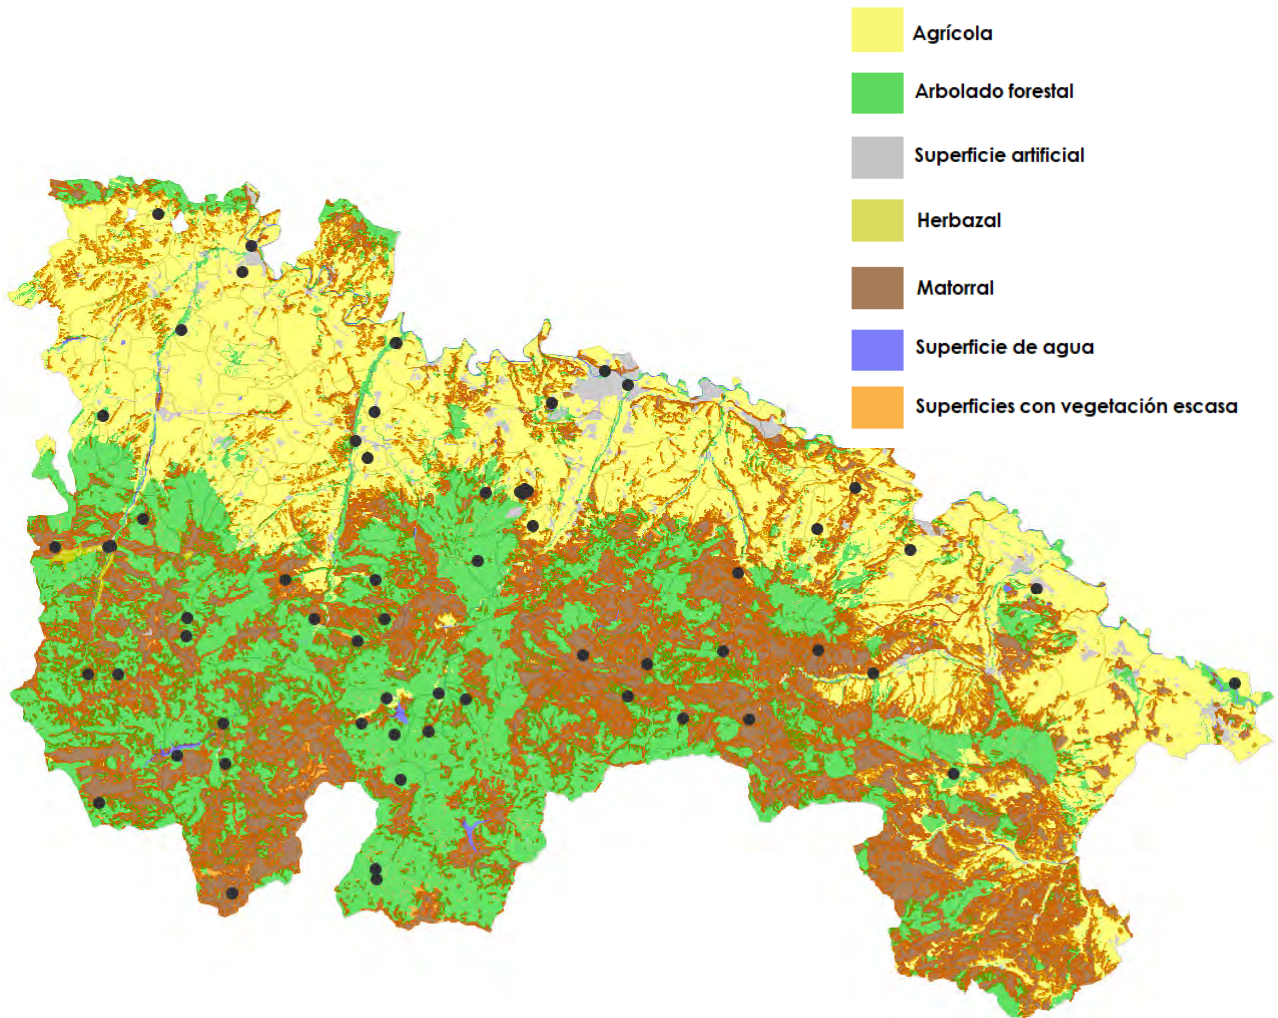 Agrícola
Arbolado forestal
Superficie artificial
Herbazal
Matorral
Superficie de agua
Superficies con vegetación escasa